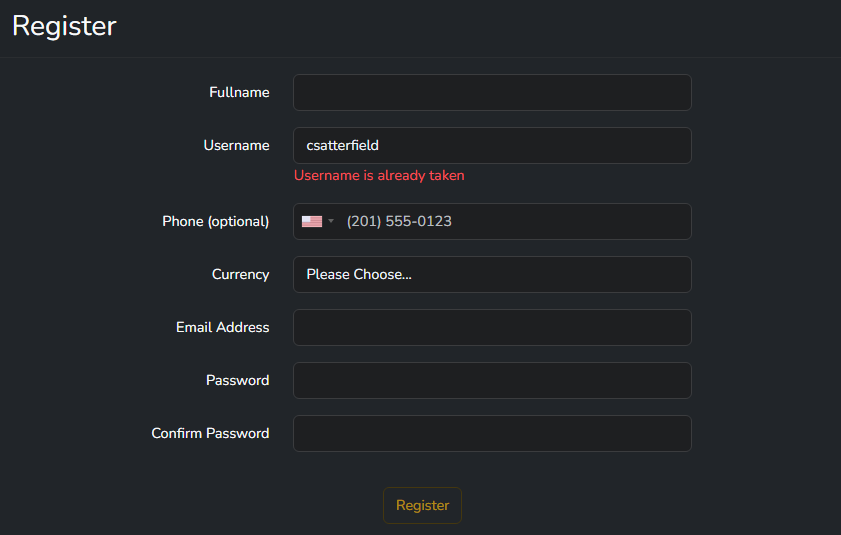 Register
Fullname
Username csatterfield
Username is already taken
Phone (optional) (201) 555-0123
Currency Please Choose...
Email Address
Password
Confirm Password
Register